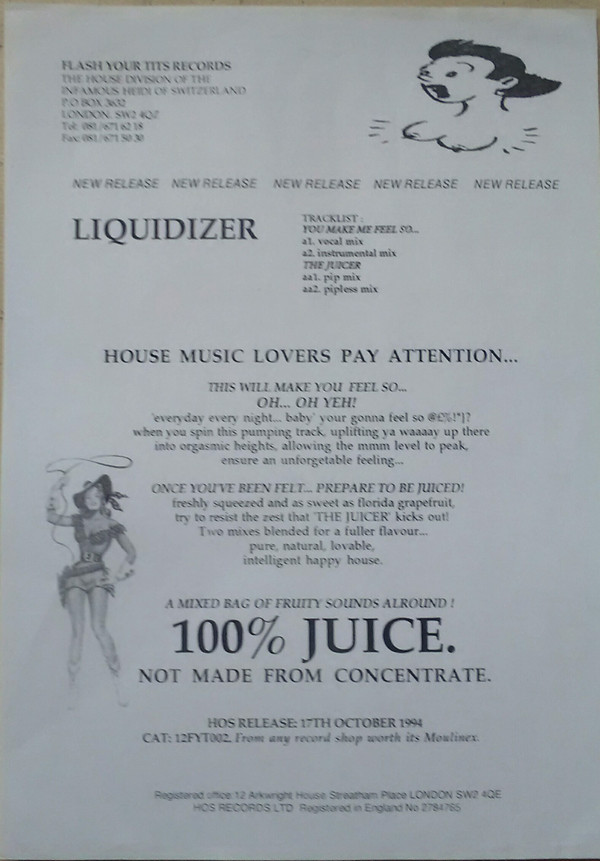 FLASH YOUR TITS RECORDS
THE HOUSE DIVISION OF THE
INFAMOUS HEIDI OF SWITZERLAND
P.O BOX 3632
LONDON. SW2 4QZ
Tel: 081/671 62 18
Fax: 081/671 50 30
NEW RELEASE NEW RELEASE NEW RELEASE NEW RELEASE NEW RELEASE
LIQUIDIZER
TRACKLIST :
YOU MAKE ME FEEL SO...
a1. vocal mix
a2. instrumental mix
THE JUICER
aa1. pip mix
aa2. pipless mix
HOUSE MUSIC LOVERS PAY ATTENTION...
THIS WILL MAKE YOU FEEL SO...
OH... OH YEH!
'everyday every night... baby' your gonna feel so @£%!*]?
when you spin this pumping track, uplifting ya waaaay up there
into orgasmic heights, allowing the mmm level to peak,
ensure an unforgetable feeling...
ONCE YOU'VE BEEN FELT... PREPARE TO BE JUICED!
freshly squeezed and as sweet as florida grapefruit,
try to resist the zest that 'THE JUICER' kicks out!
Two mixes blended for a fuller flavour...
pure, natural, lovable,
intelligent happy house.
A MIXED BAG OF FRUITY SOUNDS ALROUND !
100% JUICE.
NOT MADE FROM CONCENTRATE.
HOS RELEASE: 17TH OCTOBER 1994
CAT: 12FYT002. From any record shop worth its Moulinex.
Registered office 12 Arkwright House Streatham Place LONDON SW2 4QE
HOS RECORDS LTD Registered in England No 2784765